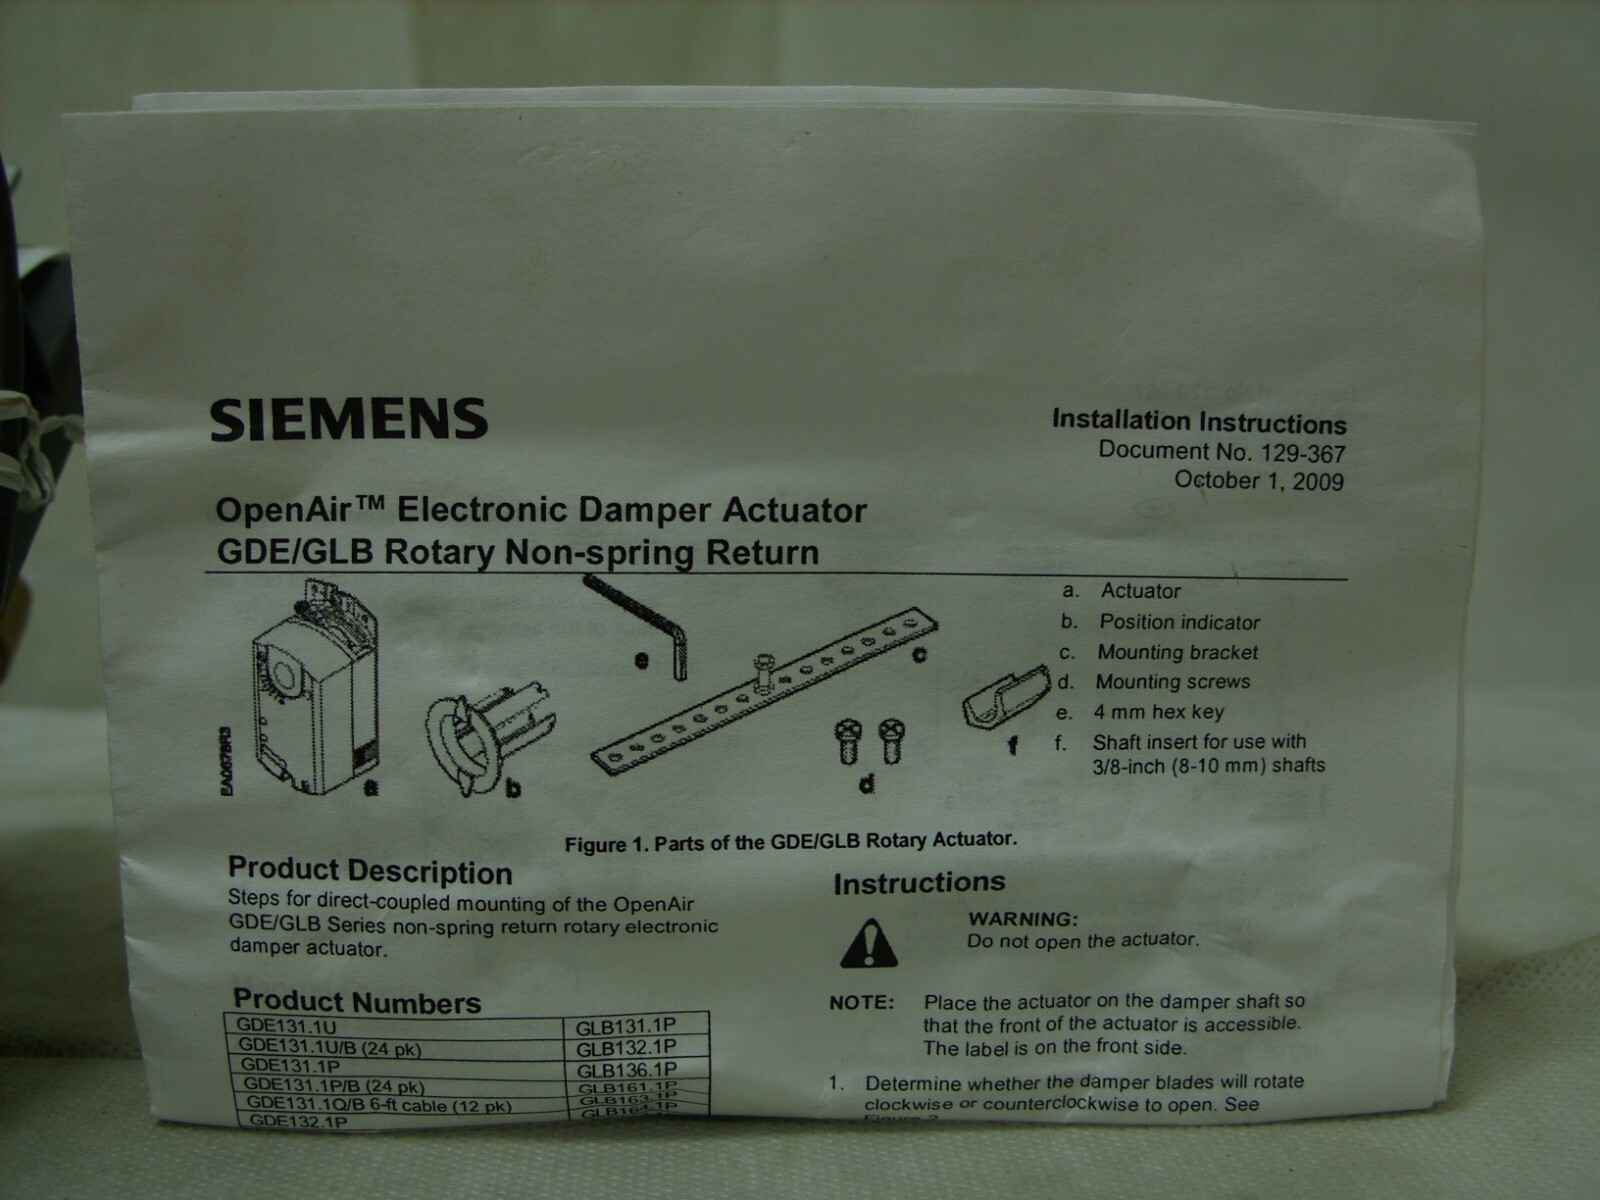 SIEMENS
Installation Instructions
Document No. 129-367
October 1, 2009
OpenAir™ Electronic Damper Actuator
GDE/GLB Rotary Non-spring Return
EA0679R3
a
b
e
c
d
f
a. Actuator
b. Position indicator
c. Mounting bracket
d. Mounting screws
e. 4 mm hex key
f. Shaft insert for use with
3/8-inch (8-10 mm) shafts
Figure 1. Parts of the GDE/GLB Rotary Actuator.
Product Description
Steps for direct-coupled mounting of the OpenAir
GDE/GLB Series non-spring return rotary electronic
damper actuator.
Product Numbers
GDE131.1U GLB131.1P
GDE131.1U/B (24 pk) GLB132.1P
GDE131.1P GLB136.1P
GDE131.1P/B (24 pk) GLB161.1P
GDE131.1Q/B 6-ft cable (12 pk) GLB163.1P
GDE132.1P GLB164.1P
Instructions
WARNING:
Do not open the actuator.
NOTE: Place the actuator on the damper shaft so
that the front of the actuator is accessible.
The label is on the front side.
1. Determine whether the damper blades will rotate
clockwise or counterclockwise to open. See
Figure 2